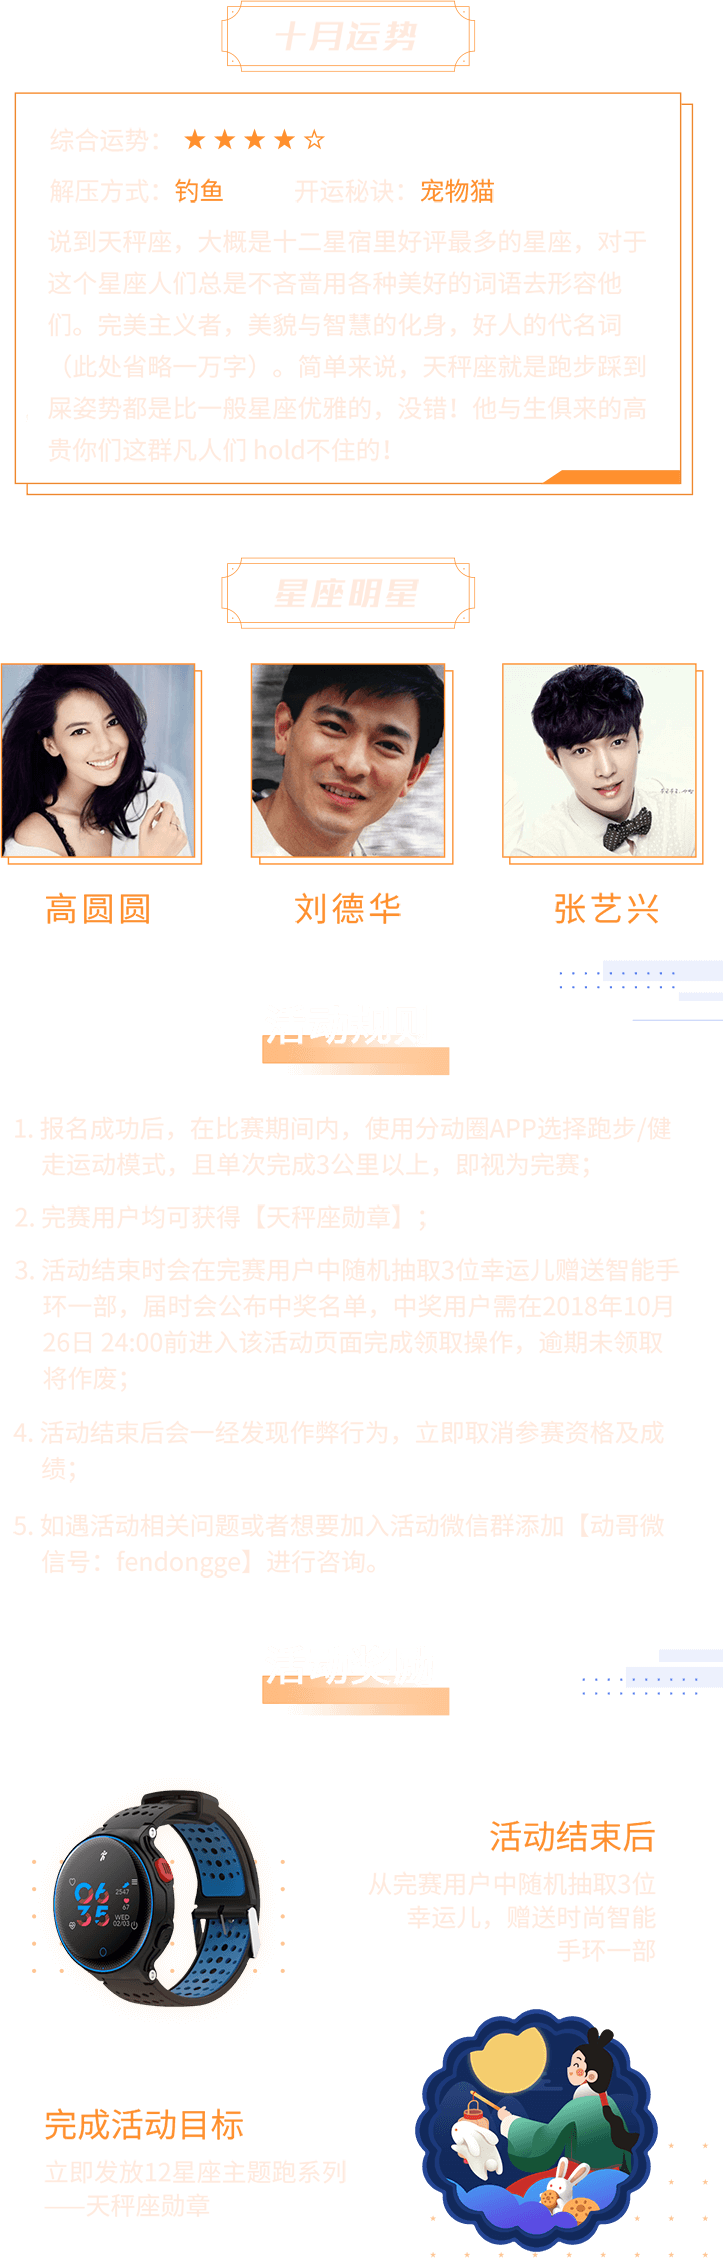 十月运势
综合运势：★★★★☆
解压方式：钓鱼 开运秘诀：宠物猫
说到天秤座，大概是十二星宿里好评最多的星座，对于
这个星座人们总是不吝啬用各种美好的词语去形容他
们。完美主义者，美貌与智慧的化身，好人的代名词
（此处省略一万字）。简单来说，天秤座就是跑步踩到
屎姿势都是比一般星座优雅的，没错！他与生俱来的高
贵你们这群凡人们 hold不住的！
星座明星
高圆圆 刘德华 张艺兴
活动规则
1. 报名成功后，在比赛期间内，使用分动圈APP选择跑步/健
走运动模式，且单次完成3公里以上，即视为完赛；
2. 完赛用户均可获得【天秤座勋章】；
3. 活动结束时会在完赛用户中随机抽取3位幸运儿赠送智能手
环一部，届时会公布中奖名单，中奖用户需在2018年10月
26日 24:00前进入该活动页面完成领取操作，逾期未领取
将作废；
4. 活动结束后会一经发现作弊行为，立即取消参赛资格及成
绩；
5. 如遇活动相关问题或者想要加入活动微信群添加【动哥微
信号：fendongge】进行咨询。
活动奖励
06
35
2547
67
WED
02/03
活动结束后
从完赛用户中随机抽取3位
幸运儿，赠送时尚智能
手环一部
完成活动目标
立即发放12星座主题跑系列
——天秤座勋章